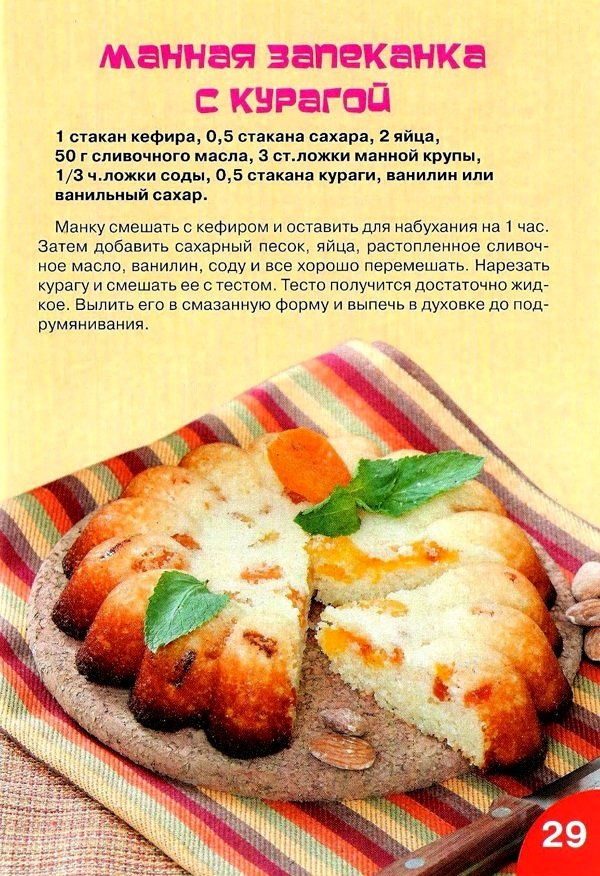 МАННАЯ ЗАПЕКАНКА
С КУРАГОЙ
1 стакан кефира, 0,5 стакана сахара, 2 яйца,
50 г сливочного масла, 3 ст.ложки манной крупы,
1/3 ч.ложки соды, 0,5 стакана кураги, ванилин или
ванильный сахар.
Манку смешать с кефиром и оставить для набухания на 1 час.
Затем добавить сахарный песок, яйца, растопленное сливоч-
ное масло, ванилин, соду и все хорошо перемешать. Нарезать
курагу и смешать ее с тестом. Тесто получится достаточно жид-
кое. Вылить его в смазанную форму и выпечь в духовке до под-
румянивания.
29